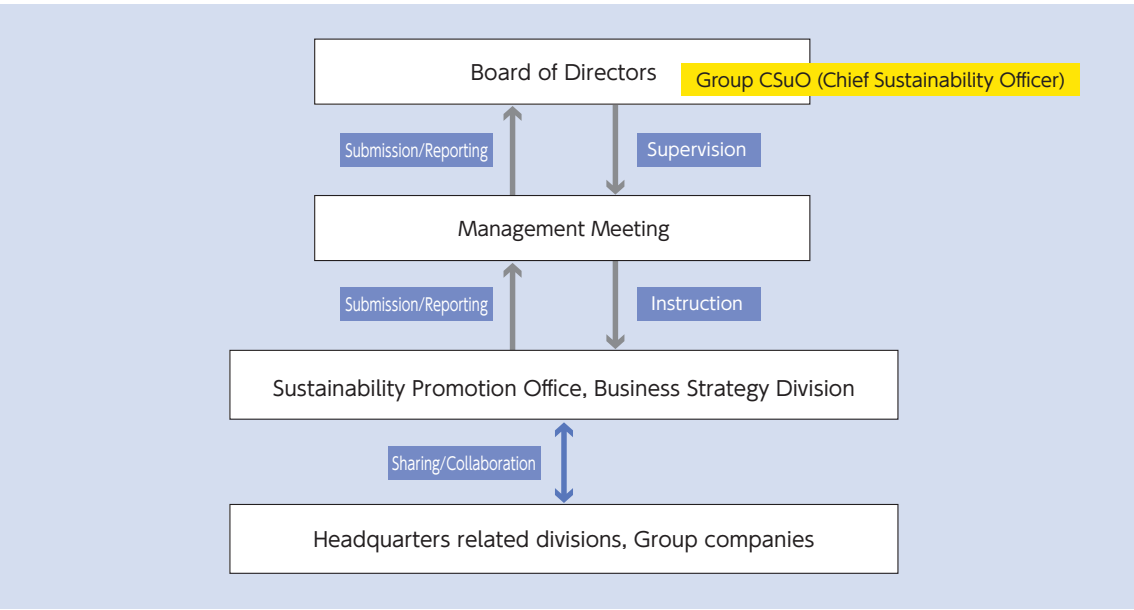 Board of Directors
Group CSuO (Chief Sustainability Officer)
Submission/Reporting
Supervision
Management Meeting
Submission/Reporting
Instruction
Sustainability Promotion Office, Business Strategy Division
Sharing/Collaboration
Headquarters related divisions, Group companies